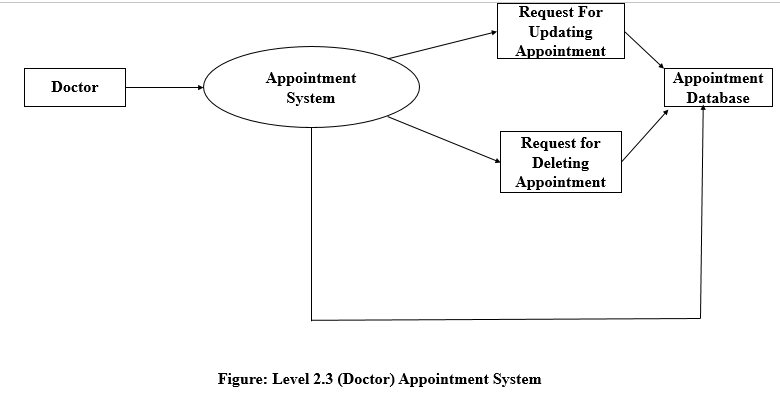 Request For
Updating
Appointment
Appointment
System
Doctor
Appointment
Database
Request for
Deleting
Appointment
Figure: Level 2.3 (Doctor) Appointment System